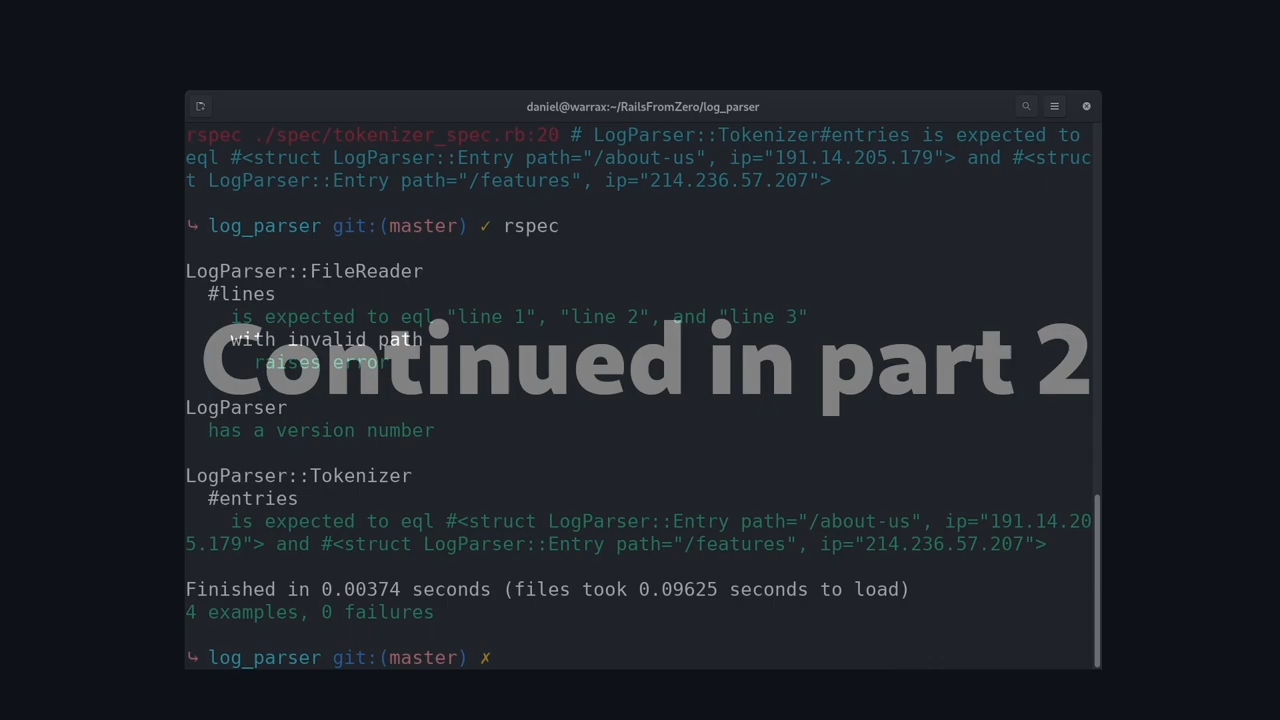 daniel@warrax:~/RailsFromZero/log_parser
rspec ./spec/tokenizer_spec.rb:20 # LogParser::Tokenizer#entries is expected to
eql #<struct LogParser::Entry path="/about-us", ip="191.14.205.179"> and #<struc
t LogParser::Entry path="/features", ip="214.236.57.207">
↪ log_parser git:(master) ✓ rspec
LogParser::FileReader
#lines
is expected to eql "line 1", "line 2", and "line 3"
with invalid path
raises error
Continued in part 2
LogParser
has a version number
LogParser::Tokenizer
#entries
is expected to eql #<struct LogParser::Entry path="/about-us", ip="191.14.20
5.179"> and #<struct LogParser::Entry path="/features", ip="214.236.57.207">
Finished in 0.00374 seconds (files took 0.09625 seconds to load)
4 examples, 0 failures
↪ log_parser git:(master) ✗